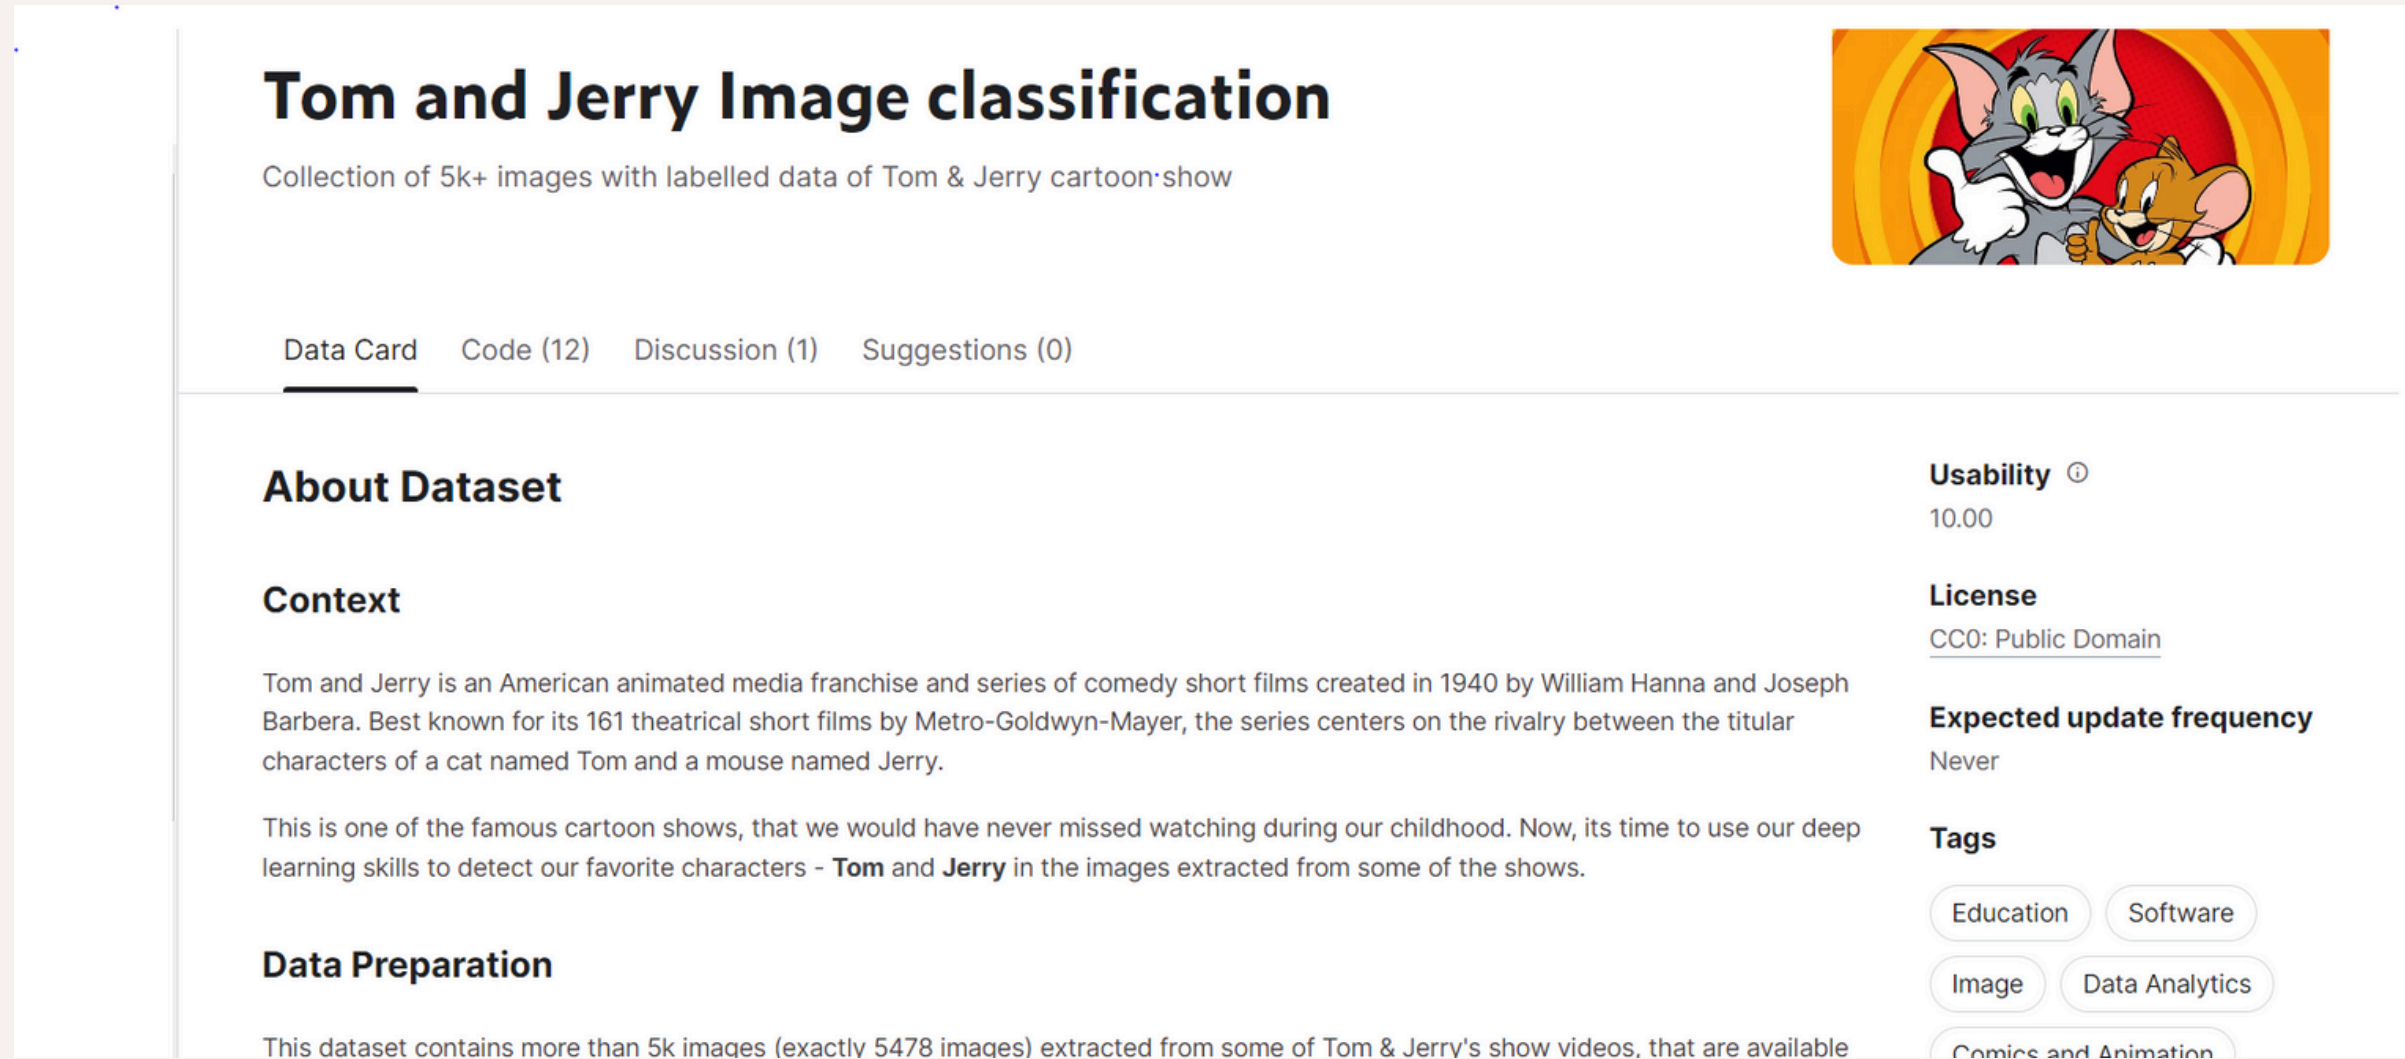 Tom and Jerry Image classification
Collection of 5k+ images with labelled data of Tom & Jerry cartoon show
Data Card Code (12) Discussion (1) Suggestions (0)
About Dataset
Context
Tom and Jerry is an American animated media franchise and series of comedy short films created in 1940 by William Hanna and Joseph
Barbera. Best known for its 161 theatrical short films by Metro-Goldwyn-Mayer, the series centers on the rivalry between the titular
characters of a cat named Tom and a mouse named Jerry.
This is one of the famous cartoon shows, that we would have never missed watching during our childhood. Now, its time to use our deep
learning skills to detect our favorite characters - Tom and Jerry in the images extracted from some of the shows.
Data Preparation
This dataset contains more than 5k images (exactly 5478 images) extracted from some of Tom & Jerry's show videos, that are available
Usability
10.00
License
CC0: Public Domain
Expected update frequency
Never
Tags
Education Software
Image Data Analytics
Comics and Animation